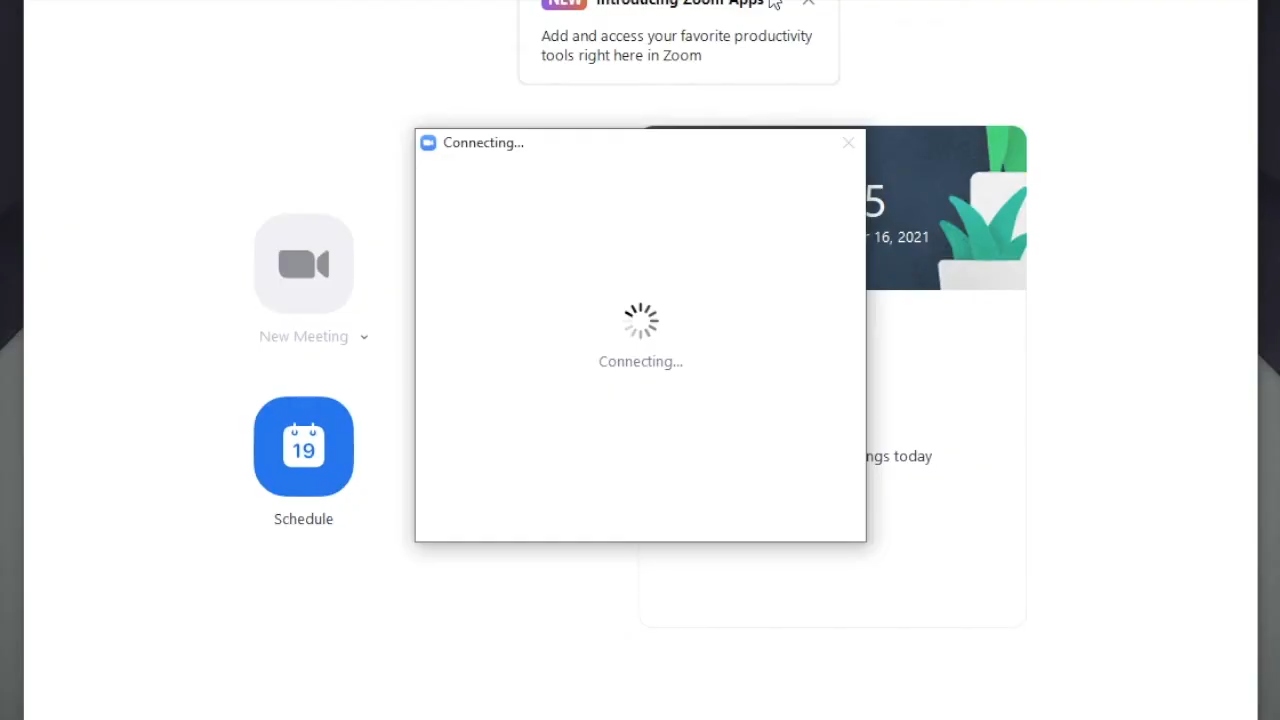 NEW Introducing Zoom Apps
Add and access your favorite productivity
tools right here in Zoom
Connecting...
5
16, 2021
New Meeting
Connecting...
ngs today
19
Schedule